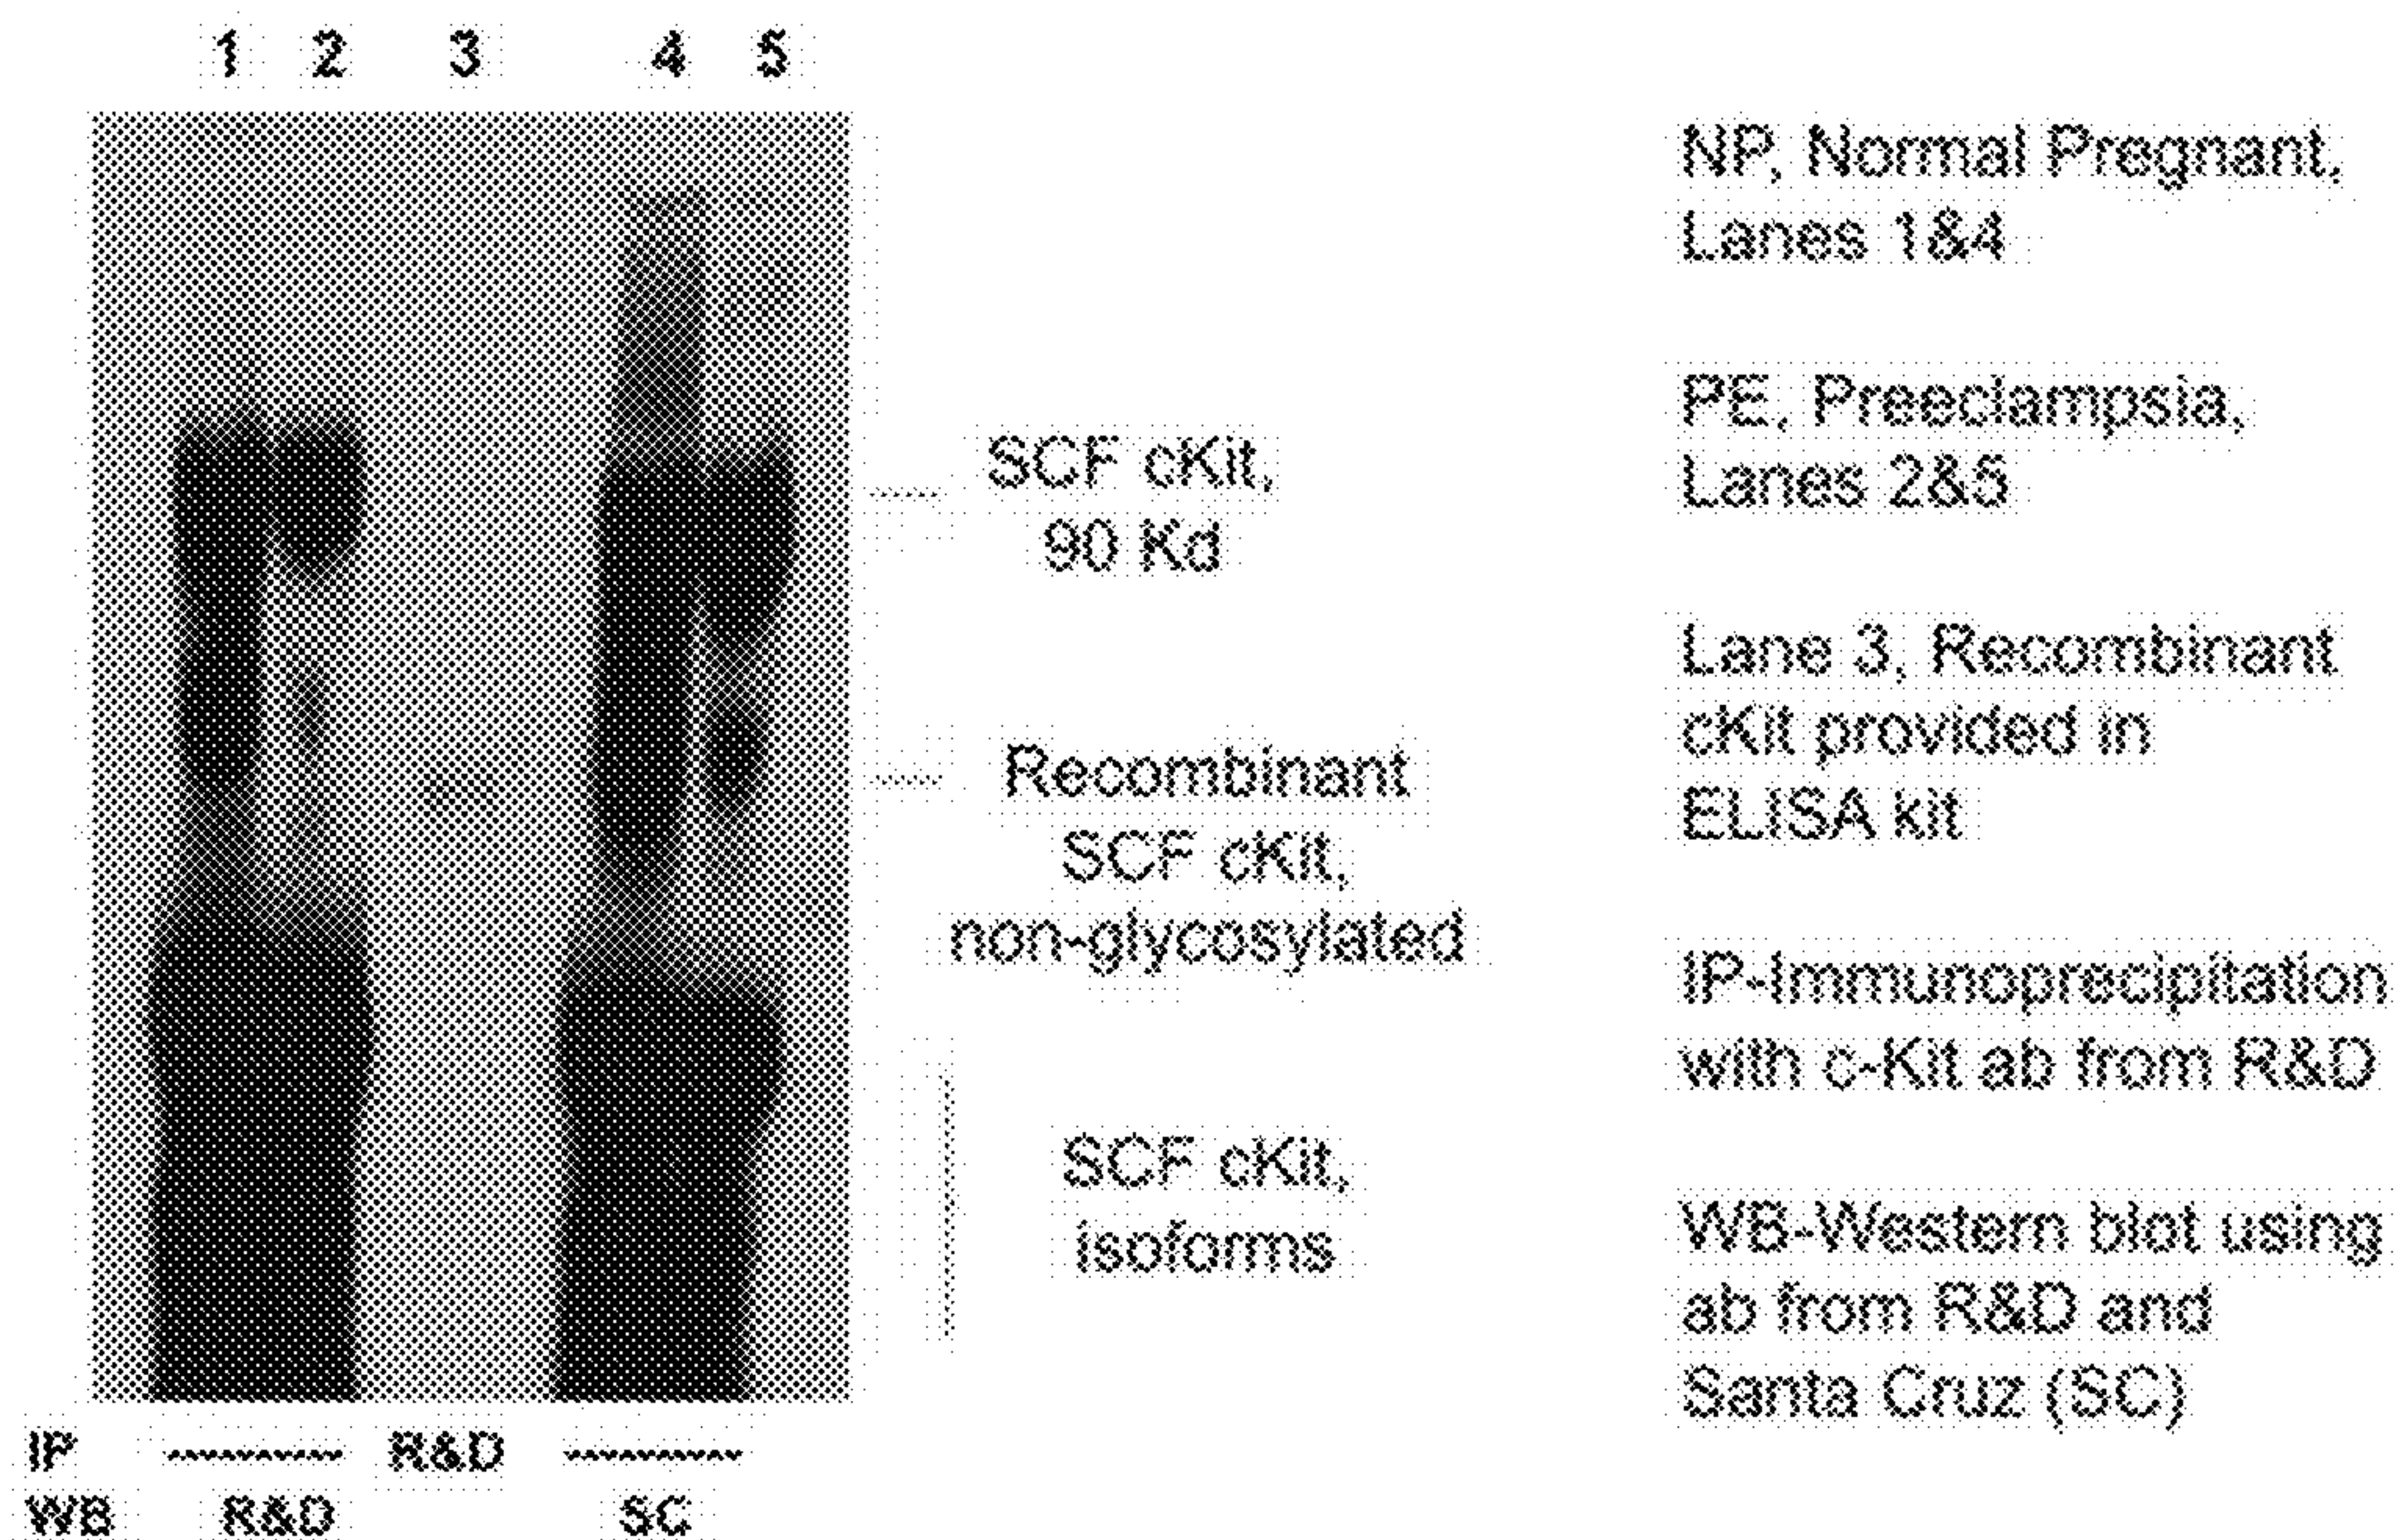 1 2 3 4 5
SCF cKit,
90 Kd
Recombinant
SCF cKit,
non-glycosylated
SCF cKit,
isoforms
NP, Normal Pregnant,
Lanes 1&4
PE, Preeclampsia,
Lanes 2&5
Lane 3, Recombinant
cKit provided in
ELISA kit
IP-Immunoprecipitation
with c-Kit ab from R&D
WB-Western blot using
ab from R&D and
Santa Cruz (SC)
IP R&D
WB R&D SC